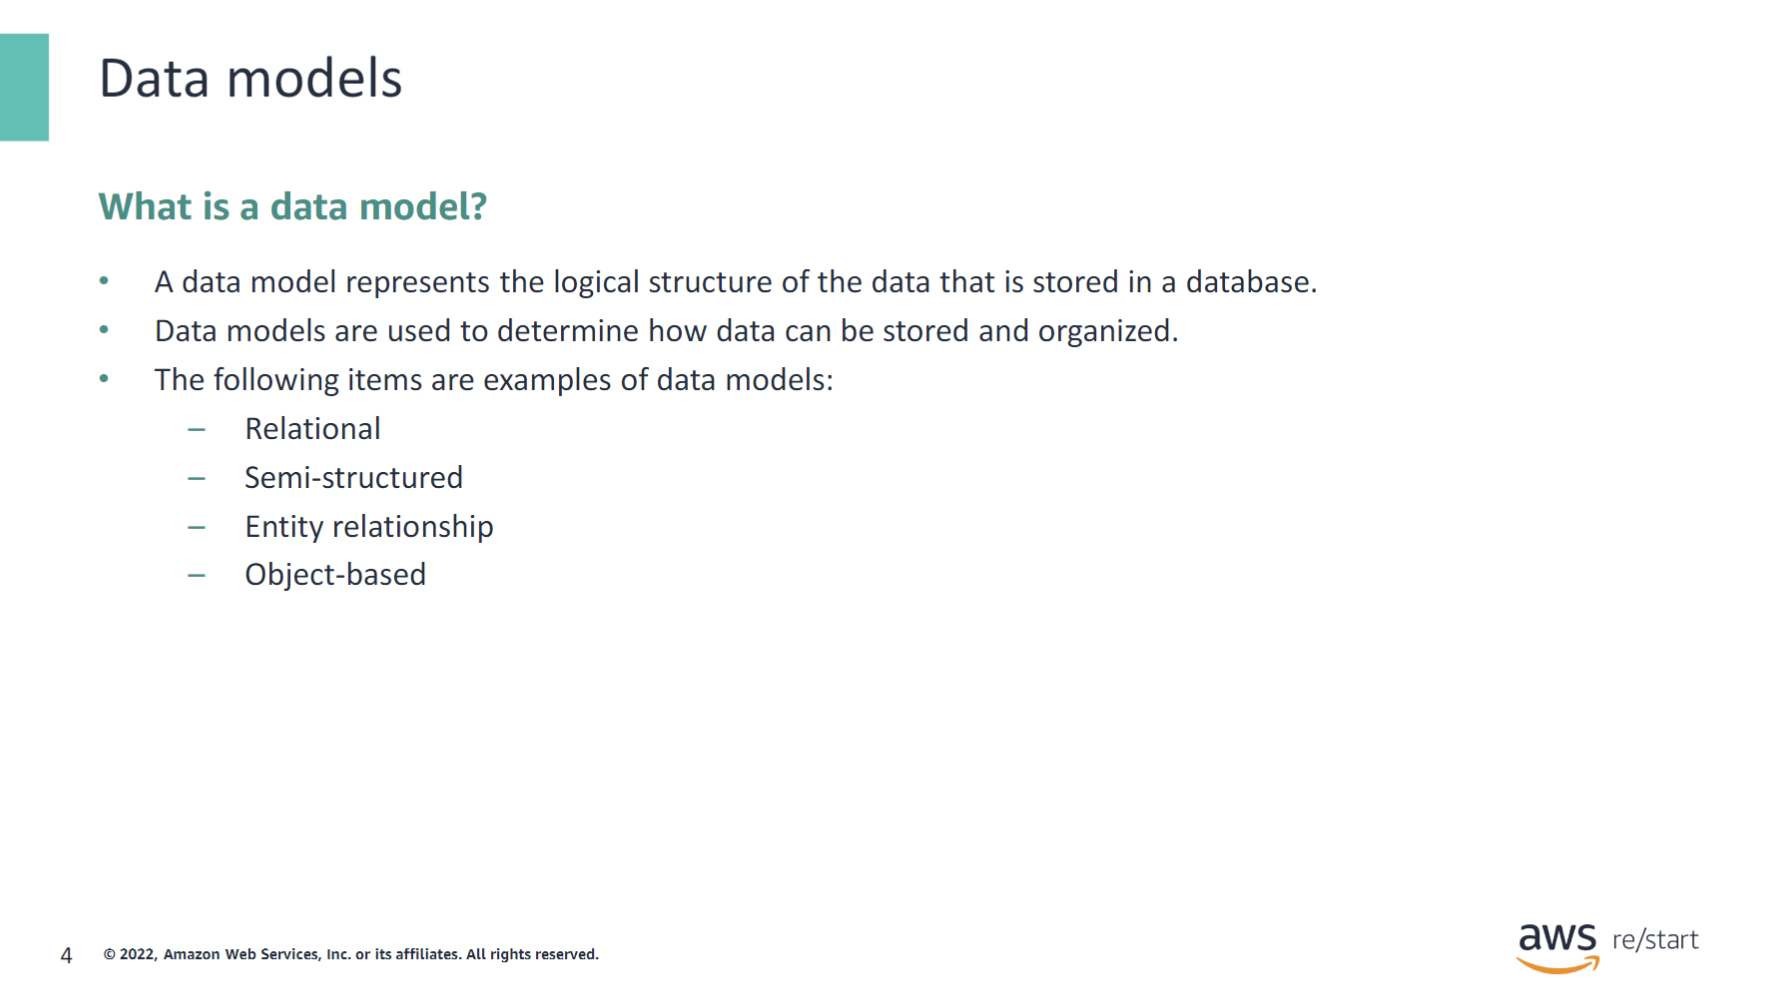 Data models
What is a data model?
• A data model represents the logical structure of the data that is stored in a database.
• Data models are used to determine how data can be stored and organized.
• The following items are examples of data models:
– Relational
– Semi-structured
– Entity relationship
– Object-based
4 © 2022, Amazon Web Services, Inc. or its affiliates. All rights reserved.
aws re/start